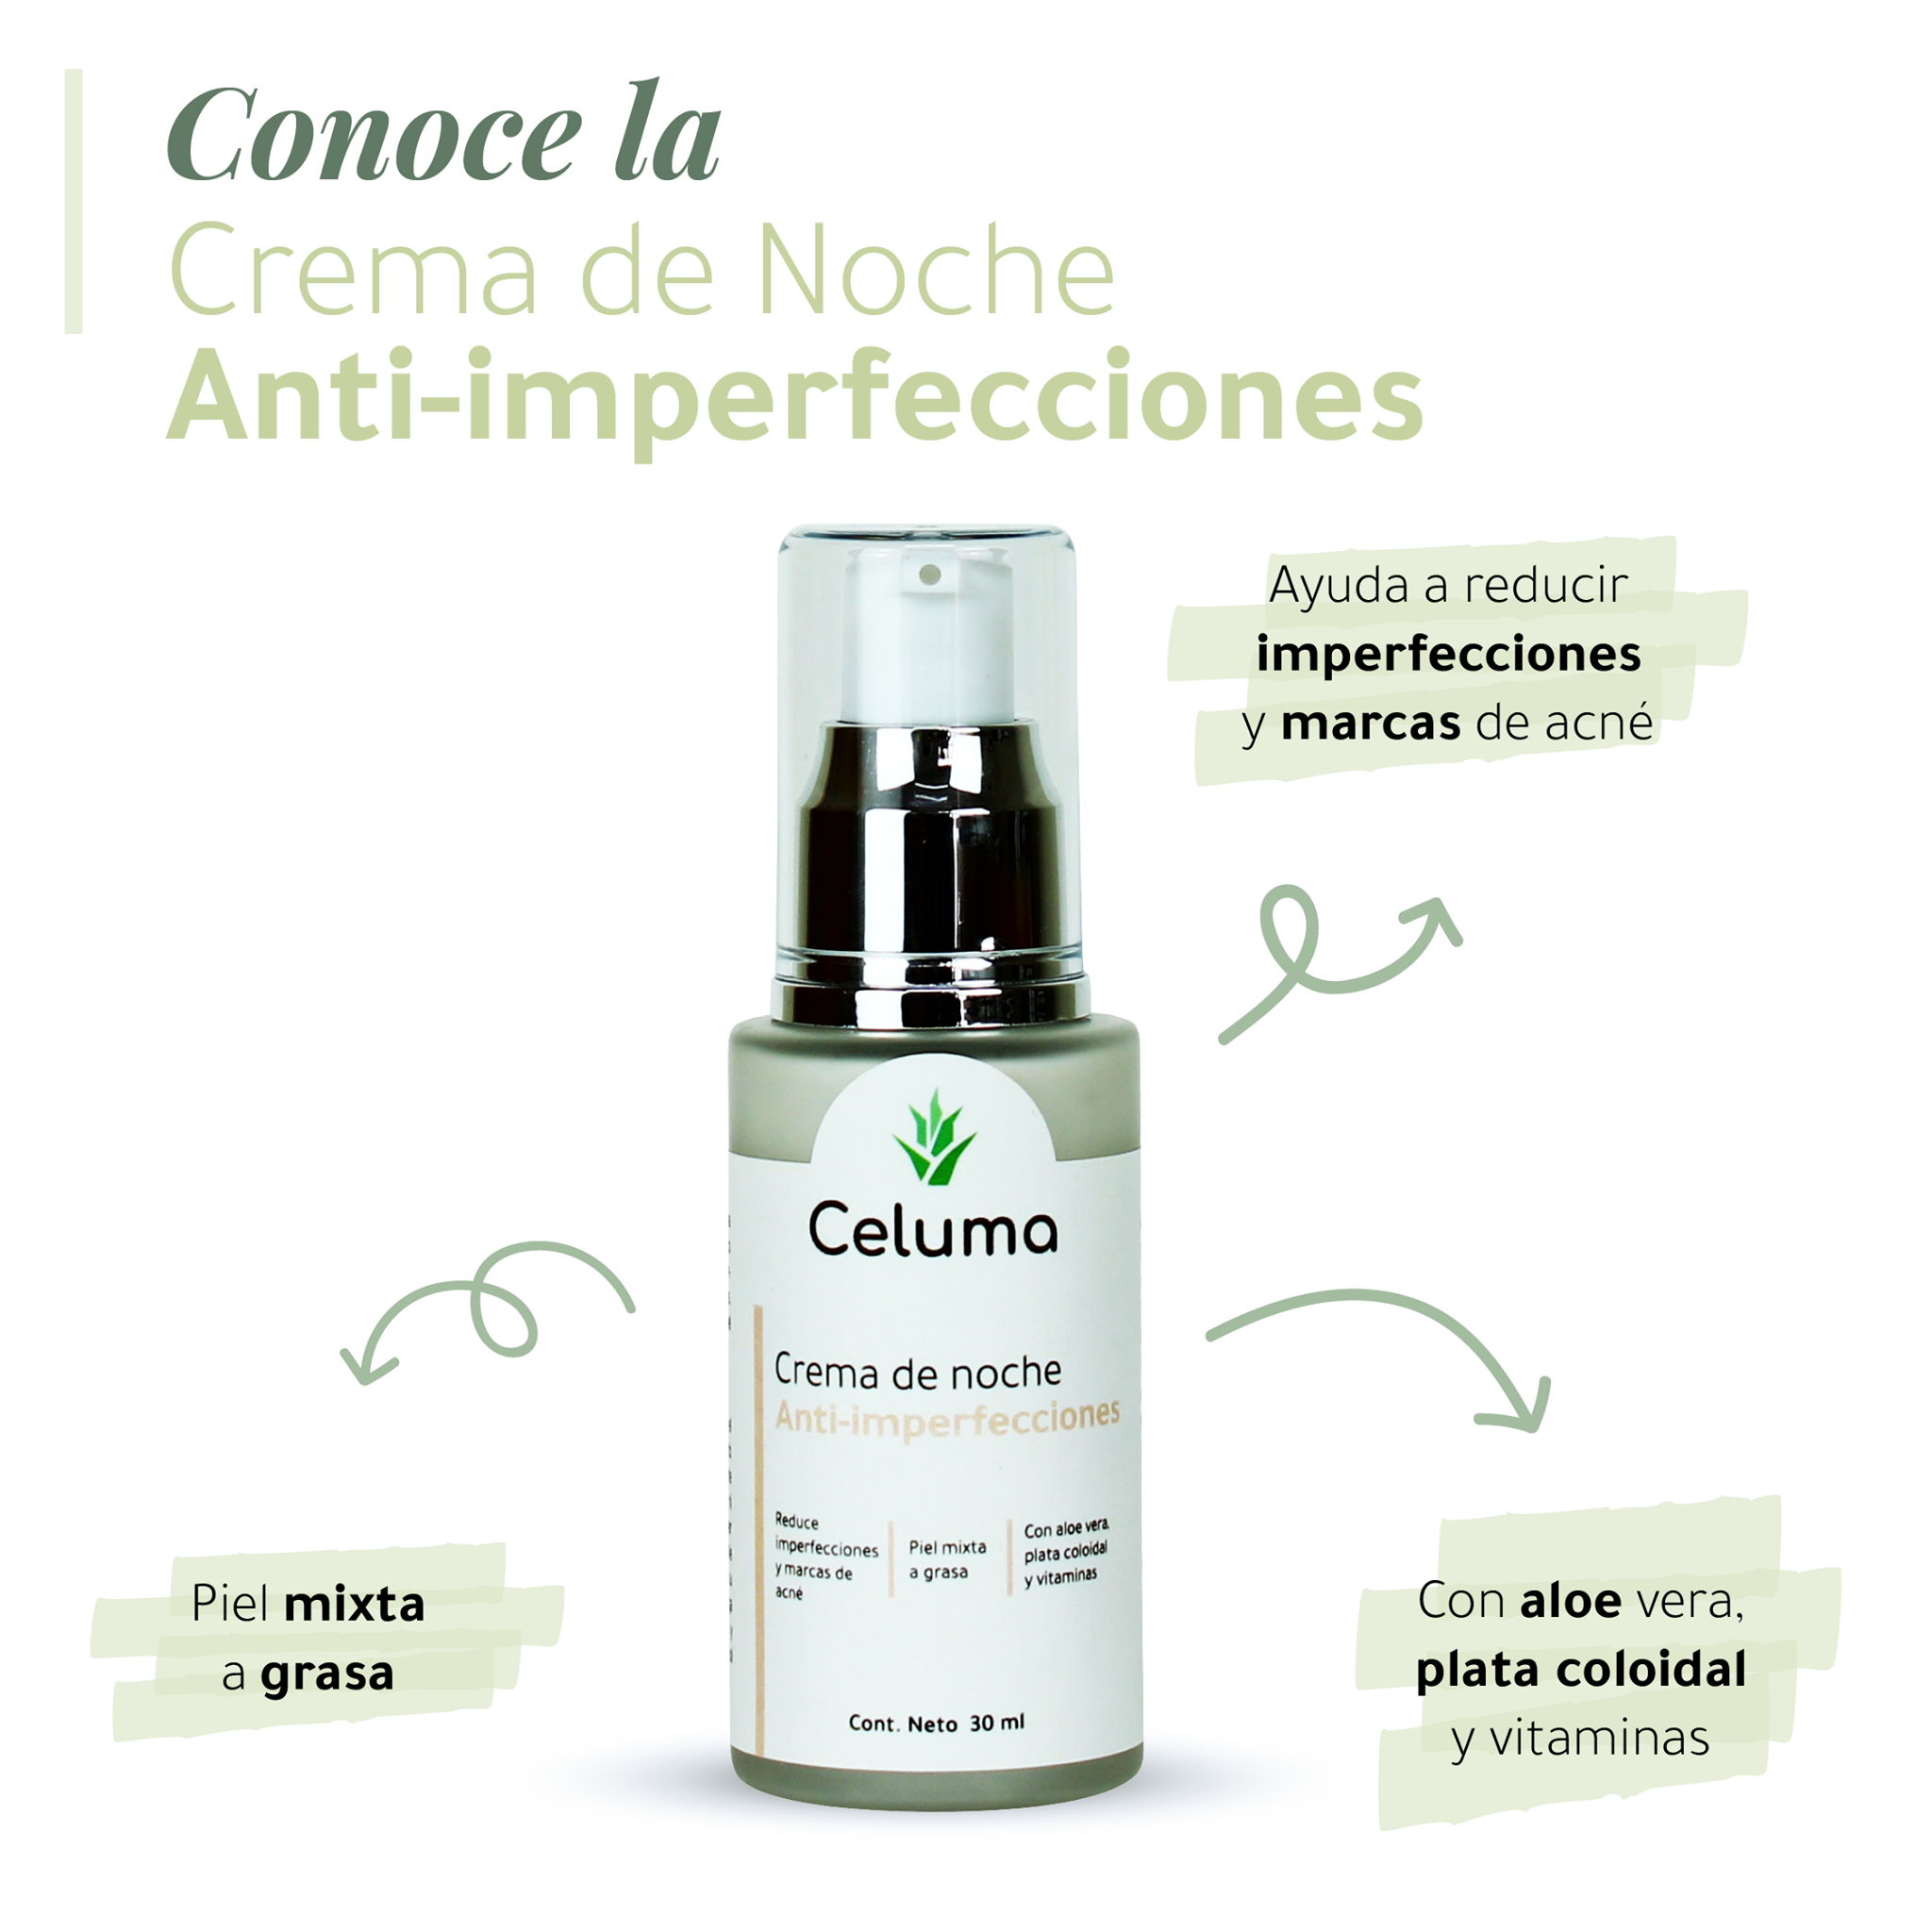 Conoce la
Crema de Noche
Anti-imperfecciones
Ayuda a reducir
imperfecciones
y marcas de acné
Celuma
Crema de noche
Anti-imperfecciones
Reduce
imperfecciones
y marcas de
acné
Piel mixta
a grasa
Con aloe vera,
plata coloidal
y vitaminas
Cont. Neto 30 ml
Piel mixta
a grasa
Con aloe vera,
plata coloidal
y vitaminas